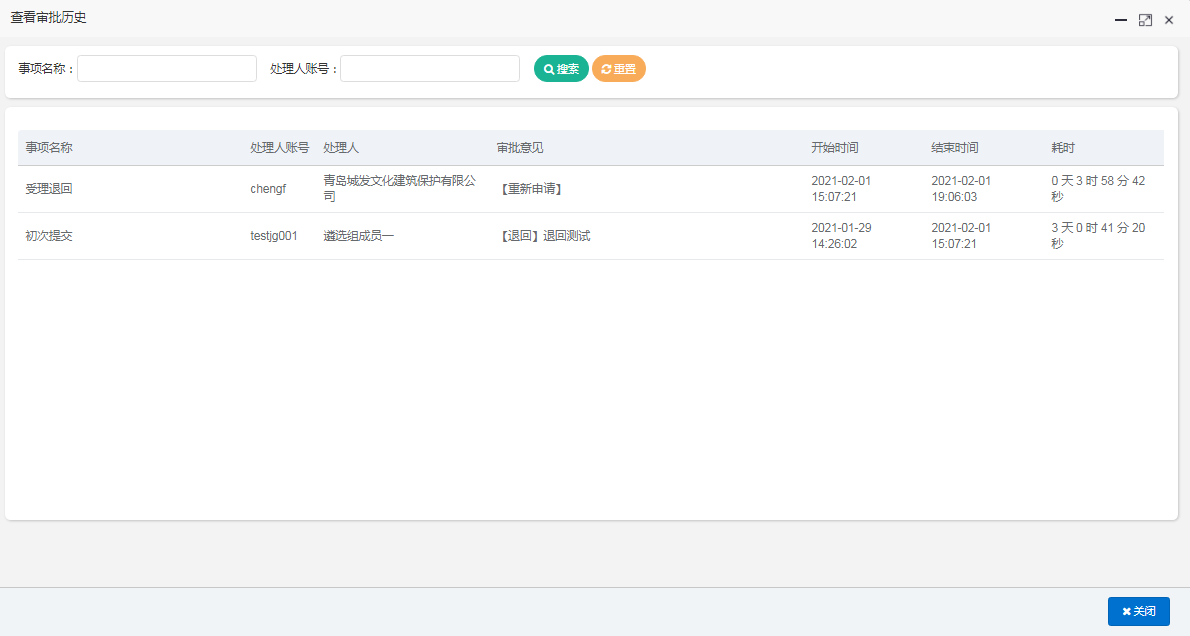 查看审批历史
事项名称： 处理人账号： 搜索 重置
事项名称 处理人账号 处理人 审批意见 开始时间 结束时间 耗时
受理退回 chengf 青岛城发文化建筑保护有限公司 【重新申请】 2021-02-01 15:07:21 2021-02-01 19:06:03 0 天 3 时 58 分 42 秒
初次提交 testjg001 遴选组成员一 【退回】退回测试 2021-01-29 14:26:02 2021-02-01 15:07:21 3 天 0 时 41 分 20 秒
关闭